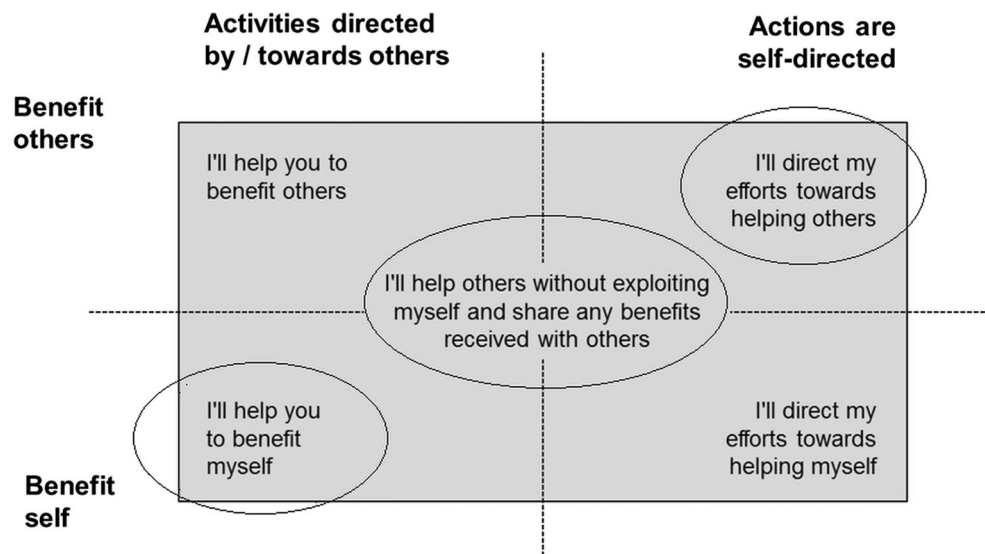 Activities directed
by / towards others
Actions are
self-directed
Benefit
others
I'll help you to
benefit others
I'll direct my
efforts towards
helping others
I'll help others without exploiting
myself and share any benefits
received with others
I'll help you
to benefit
myself
I'll direct my
efforts towards
helping myself
Benefit
self